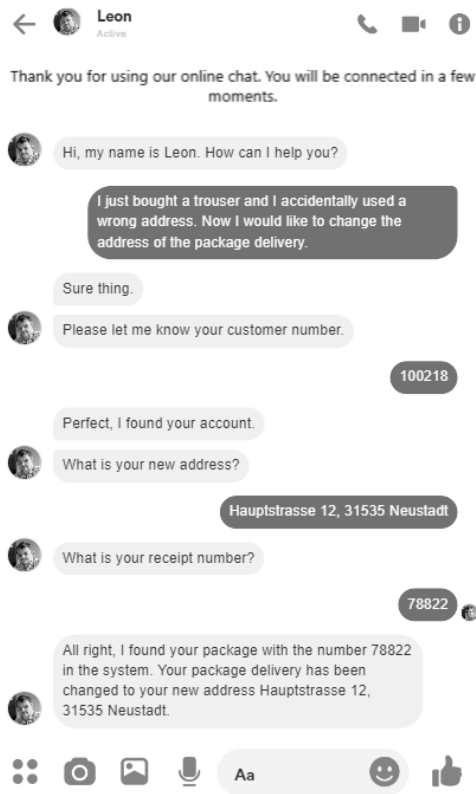 Leon
Active
Thank you for using our online chat. You will be connected in a few
moments.
Hi, my name is Leon. How can I help you?
I just bought a trouser and I accidentally used a
wrong address. Now I would like to change the
address of the package delivery.
Sure thing.
Please let me know your customer number.
100218
Perfect, I found your account.
What is your new address?
Hauptstrasse 12, 31535 Neustadt
What is your receipt number?
78822
All right, I found your package with the number 78822
in the system. Your package delivery has been
changed to your new address Hauptstrasse 12,
31535 Neustadt.
Aa